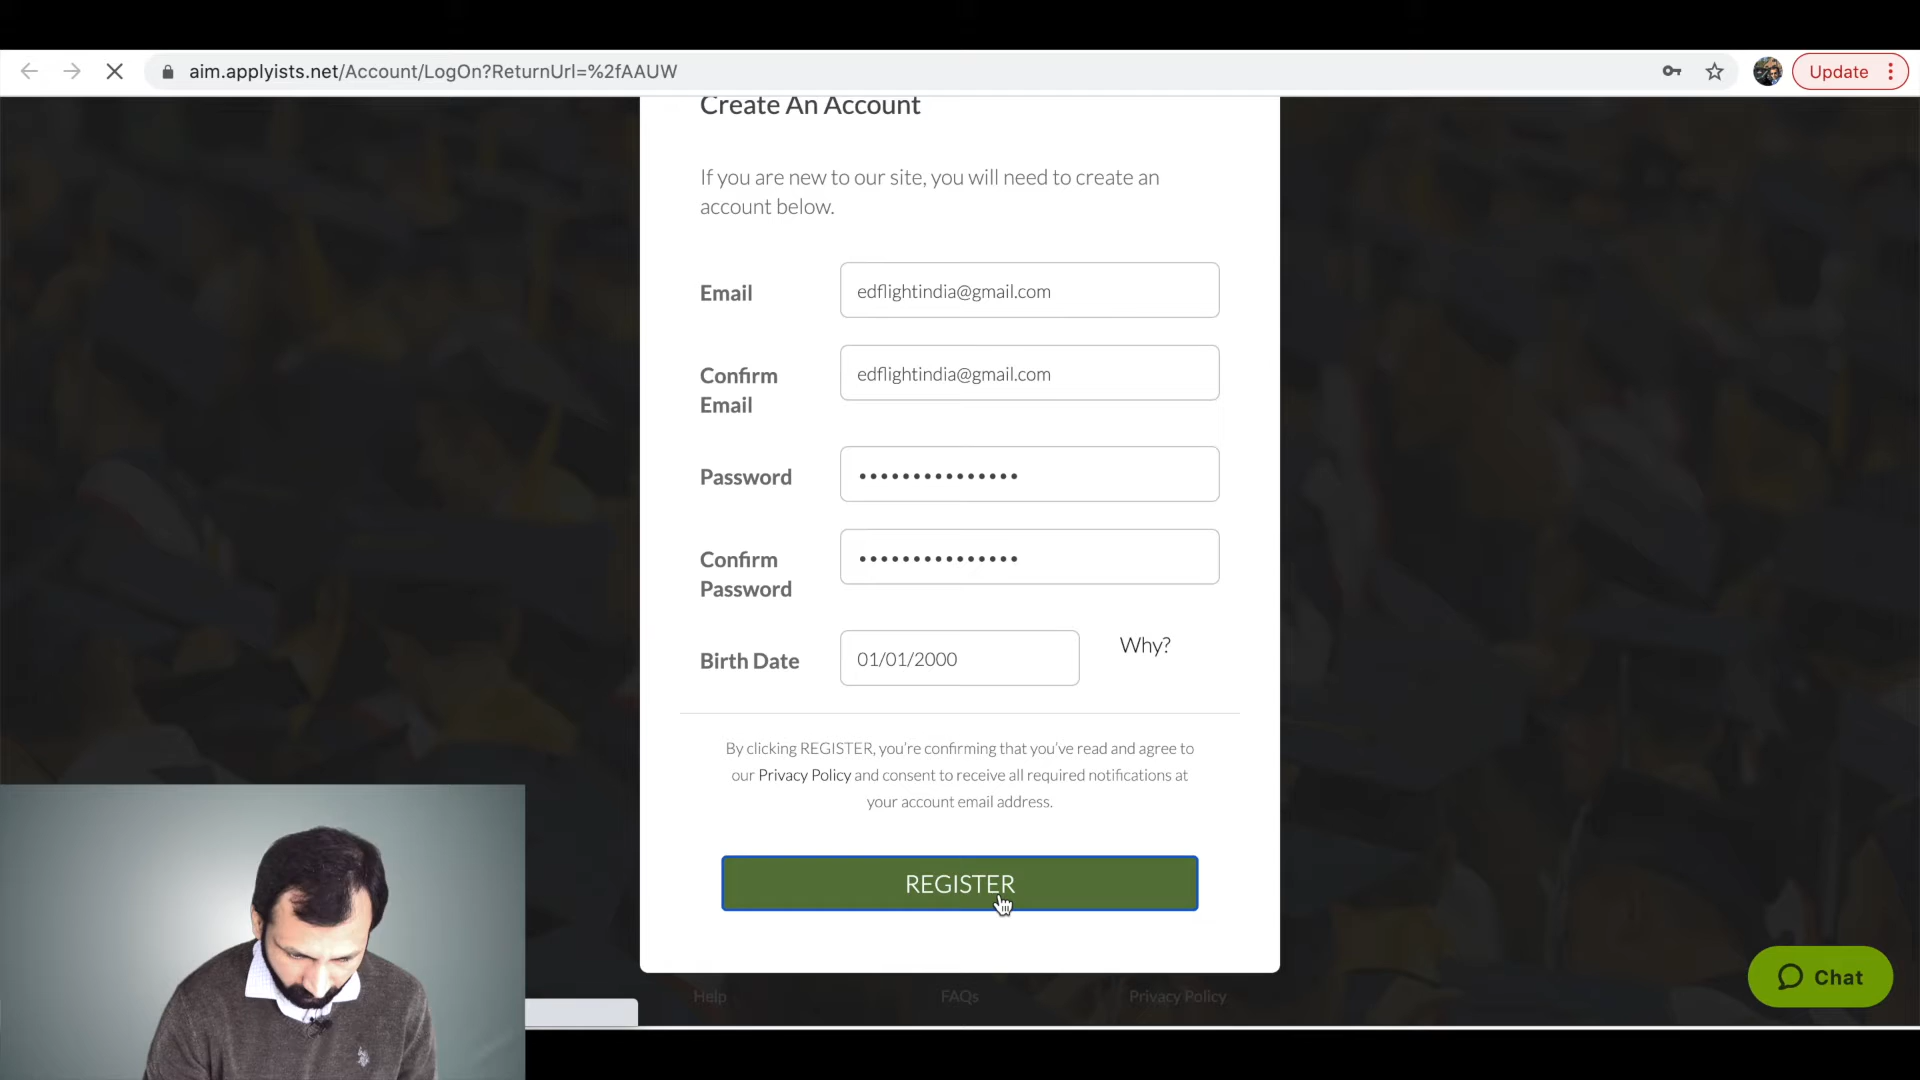 aim.applyists.net/Account/LogOn?ReturnUrl=%2fAAUW
Update
Create An Account
If you are new to our site, you will need to create an
account below.
Email
edflightindia@gmail.com
Confirm
Email
edflightindia@gmail.com
Password
Confirm
Password
Birth Date
01/01/2000
Why?
By clicking REGISTER, you're confirming that you've read and agree to
our Privacy Policy and consent to receive all required notifications at
your account email address.
REGISTER
Chat
Help
FAQs
Privacy Policy